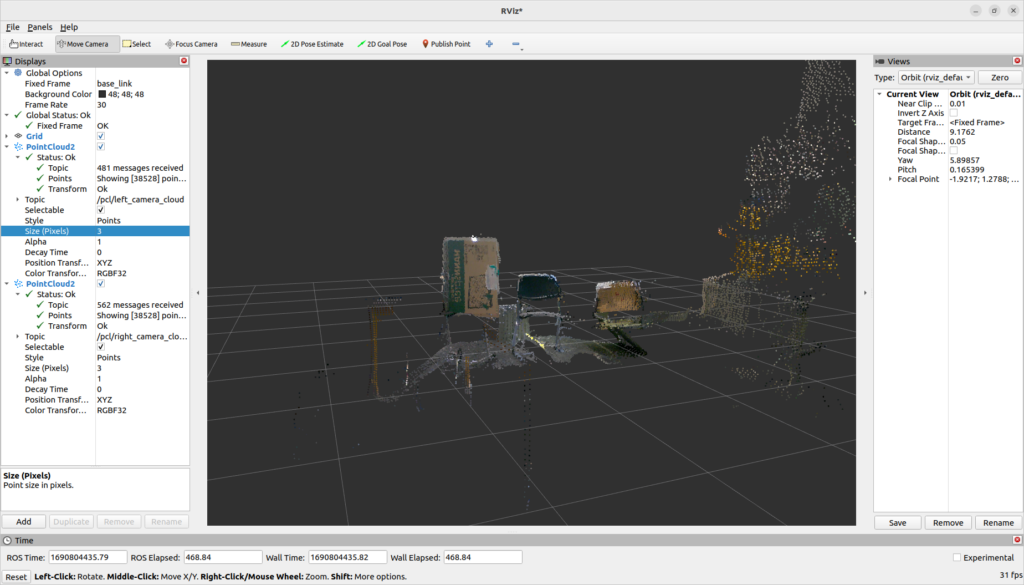 RViz*
File Panels Help
Interact Move Camera Select Focus Camera Measure 2D Pose Estimate 2D Goal Pose Publish Point
Displays
Global Options
Fixed Frame base_link
Background Color 48; 48; 48
Frame Rate 30
Global Status: Ok
Fixed Frame OK
Grid
PointCloud2
Status: Ok
Topic 481 messages received
Points Showing [38528] poin...
Transform Ok
Topic /pcl/left_camera_cloud
Selectable
Style Points
Size (Pixels) 3
Alpha 1
Decay Time 0
Position Transf... XYZ
Color Transfor... RGBF32
PointCloud2
Status: Ok
Topic 562 messages received
Points Showing [38528] poin...
Transform Ok
Topic /pcl/right_camera_clo...
Selectable
Style Points
Size (Pixels) 3
Alpha 1
Decay Time 0
Position Transf... XYZ
Color Transfor... RGBF32
Size (Pixels)
Point size in pixels.
Add Duplicate Remove Rename
Views
Type: Orbit (rviz_defau Zero
Current View Orbit (rviz_defa...
Near Clip ... 0.01
Invert Z Axis
Target Fra... <Fixed Frame>
Distance 9.1762
Focal Shap... 0.05
Focal Shap...
Yaw 5.89857
Pitch 0.165399
Focal Point -1.9217; 1.2788; ...
Save Remove Rename
Time
ROS Time: 1690804435.79 ROS Elapsed: 468.84 Wall Time: 1690804435.82 Wall Elapsed: 468.84 Experimental
Reset Left-Click: Rotate. Middle-Click: Move X/Y. Right-Click/Mouse Wheel: Zoom. Shift: More options. 31 fps